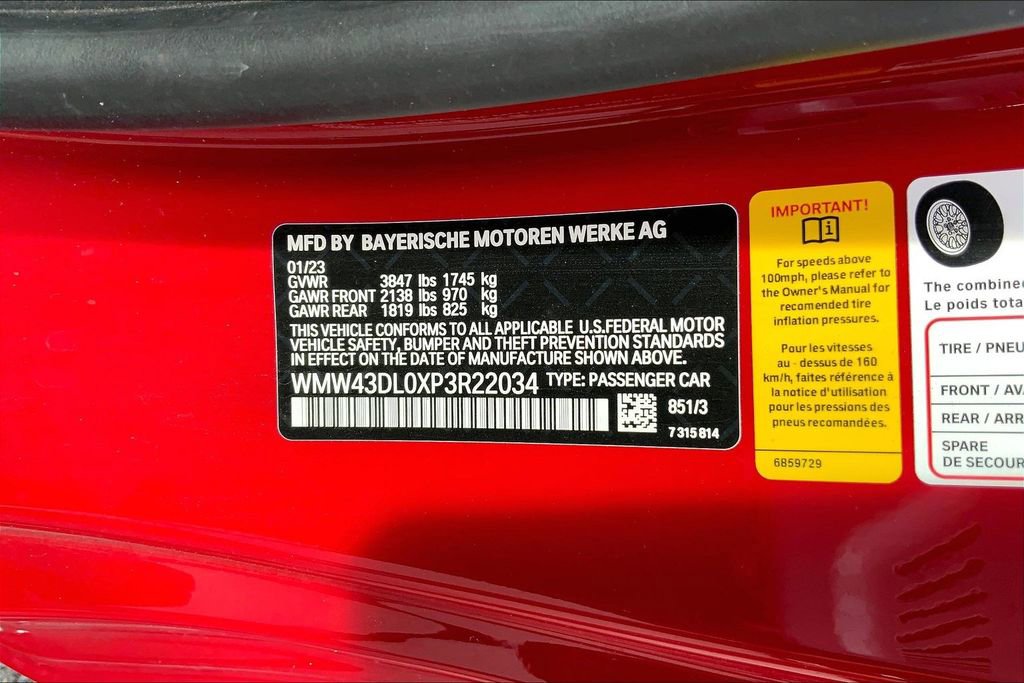 MFD BY BAYERISCHE MOTOREN WERKE AG
01/23
GVWR 3847 lbs 1745 kg
GAWR FRONT 2138 lbs 970 kg
GAWR REAR 1819 lbs 825 kg
THIS VEHICLE CONFORMS TO ALL APPLICABLE U.S.FEDERAL MOTOR
VEHICLE SAFETY, BUMPER AND THEFT PREVENTION STANDARDS
IN EFFECT ON THE DATE OF MANUFACTURE SHOWN ABOVE.
WMW43DL0XP3R22034 TYPE: PASSENGER CAR
851/3
7 315 814
IMPORTANT!
For speeds above
100mph, please refer to
the Owner's Manual for
recomended tire
inflation pressures.
Pour les vitesses
au - dessus de 160
km/h, faites référence à
la notice d'utilisation
pour les pressions des
pneus recomandées.
6859729
The combined
Le poids tota
TIRE / PNEU
FRONT / AV
REAR / ARR
SPARE
DE SECOUR